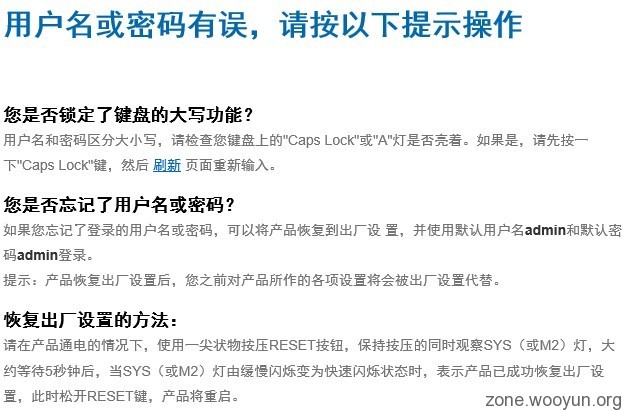 用户名或密码有误，请按以下提示操作
您是否锁定了键盘的大写功能？
用户名和密码区分大小写，请检查您键盘上的"Caps Lock"或"A"灯是否亮着。如果是，请先按一
下"Caps Lock"键，然后 刷新 页面重新输入。
您是否忘记了用户名或密码？
如果您忘记了登录的用户名或密码，可以将产品恢复到出厂设 置，并使用默认用户名admin和默认密
码admin登录。
提示：产品恢复出厂设置后，您之前对产品所作的各项设置将会被出厂设置代替。
恢复出厂设置的方法：
请在产品通电的情况下，使用一尖状物按压RESET按钮，保持按压的同时观察SYS（或M2）灯，大
约等待5秒钟后，当SYS（或M2）灯由缓慢闪烁变为快速闪烁状态时，表示产品已成功恢复出厂设
置，此时松开RESET键，产品将重启。
zone.wooyun.org